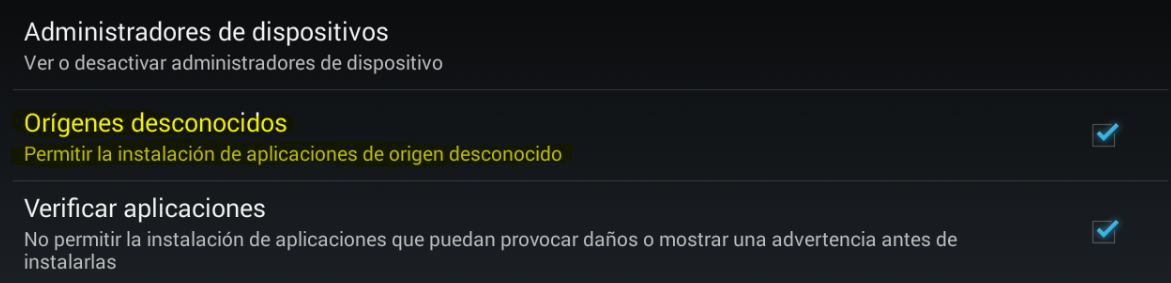 Administradores de dispositivos
Ver o desactivar administradores de dispositivo
Orígenes desconocidos
Permitir la instalación de aplicaciones de origen desconocido
Verificar aplicaciones
No permitir la instalación de aplicaciones que puedan provocar daños o mostrar una advertencia antes de
instalarlas